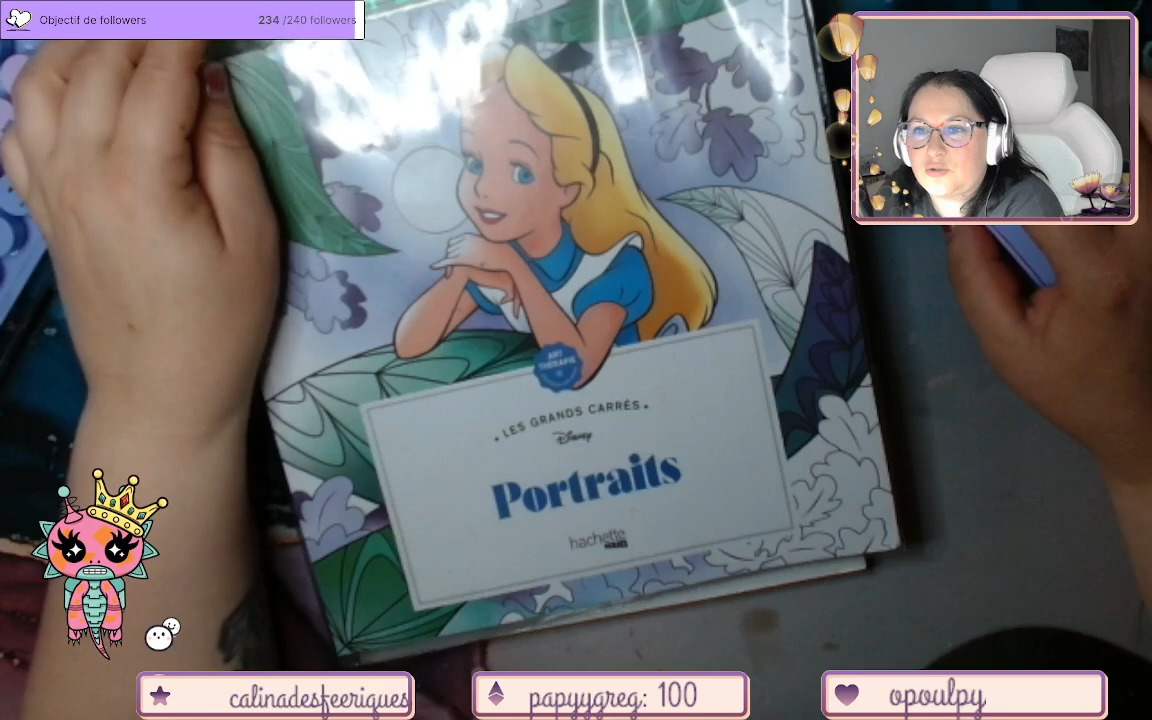 Objectif de followers 234 /240 followers
ART
THÉRAPIE
• LES GRANDS CARRÉS •
Disney
Portraits
hachette
calinadesfeeriques
papyygreg: 100
opoulpy